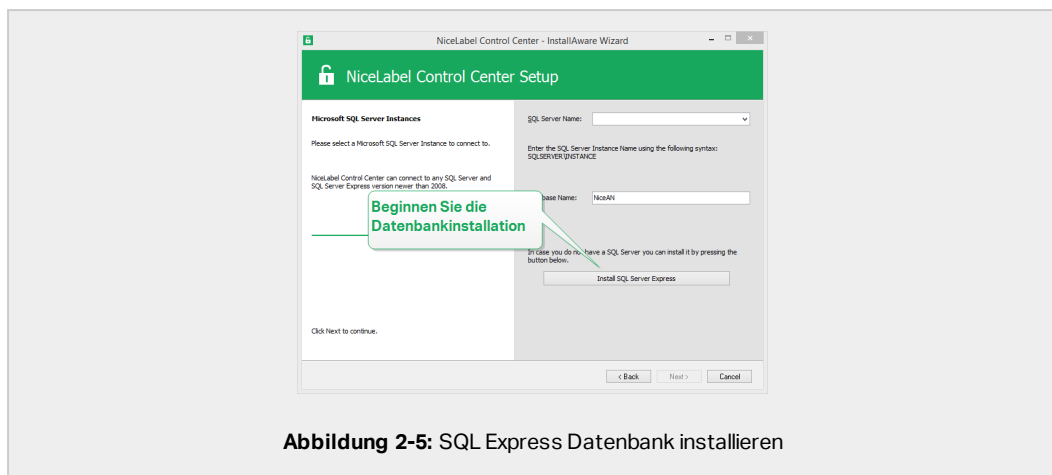 NiceLabel Control Center - InstallAware Wizard
NiceLabel Control Center Setup
Microsoft SQL Server Instances
Please select a Microsoft SQL Server Instance to connect to.
NiceLabel Control Center can connect to any SQL Server and
SQL Server Express version newer than 2008.
Beginnen Sie die
Datenbankinstallation
Click Next to continue.
SQL Server Name:
Enter the SQL Server Instance Name using the following syntax:
SQLSERVER\INSTANCE
base Name: NiceAN
In case you do not have a SQL Server you can install it by pressing the
button below.
Install SQL Server Express
< Back Next > Cancel
Abbildung 2-5: SQL Express Datenbank installieren